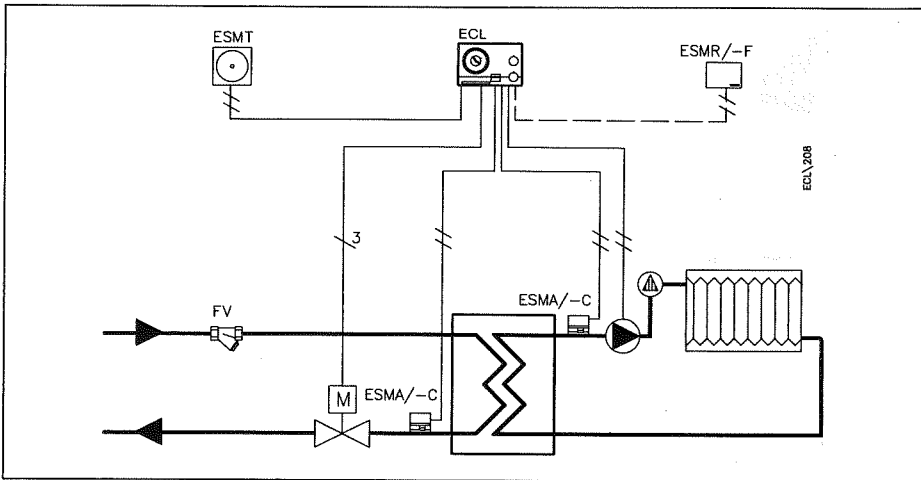 ESMT
ECL
ESMR/-F
ECL\208
3
ESMA/-C
FV
ESMA/-C
M